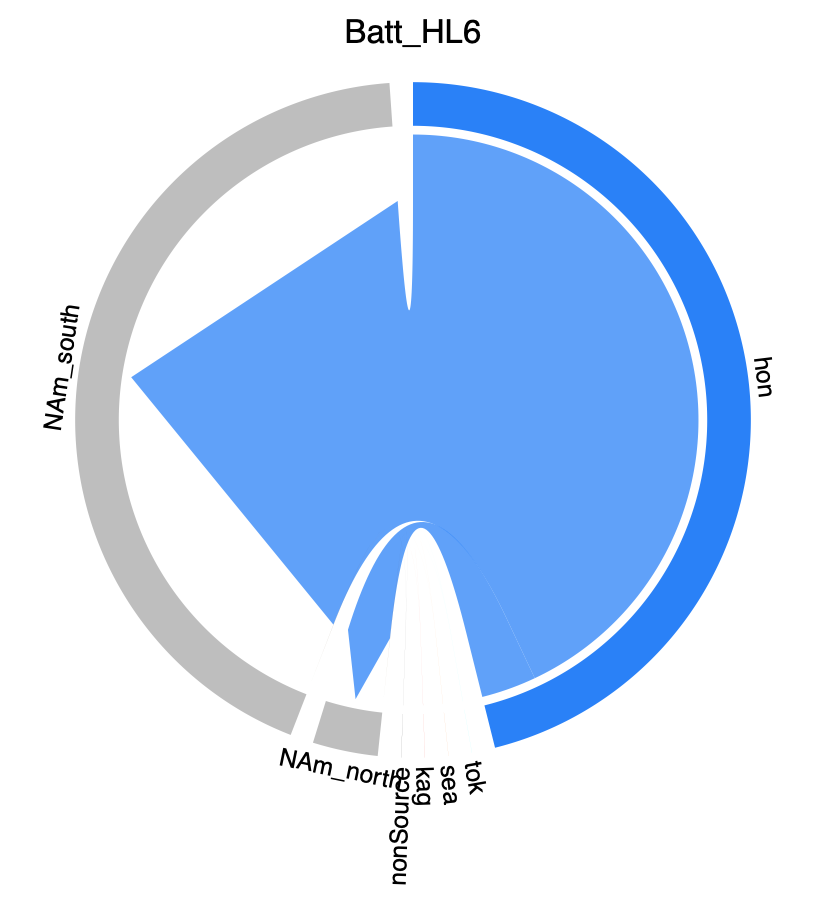 Batt_HL6
hon
NAm_south
NAm_north
nonSource
kag
sea
tok